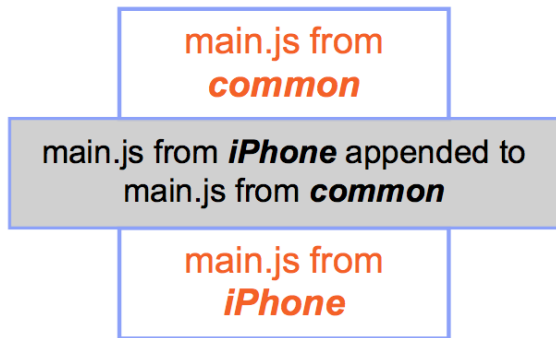 main.js from
common
main.js from iPhone appended to
main.js from common
main.js from
iPhone